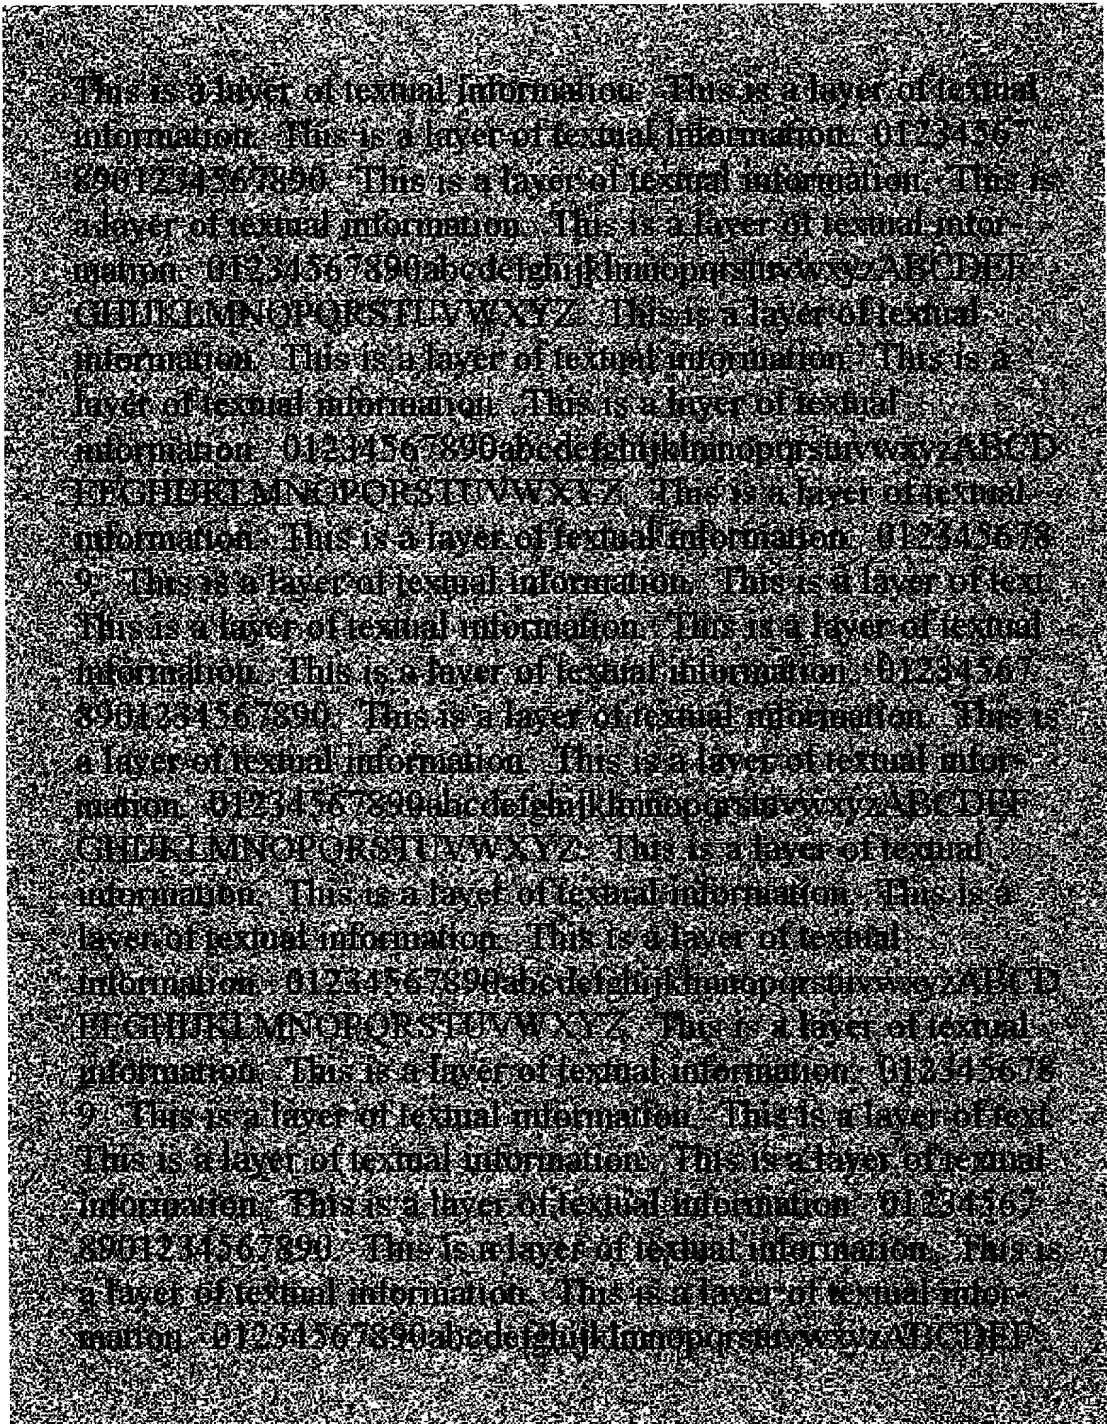 This is a layer of textual information. This is a layer of textual
information. This is a layer of textual information. 01234567
8901234567890. This is a layer of textual information. This is
a layer of textual information. This is a layer of textual infor-
mation. 01234567890abcdefghijklmnopqrstuvwxyzABCDEF
GHIJKLMNOPQRSTUVWXYZ. This is a layer of textual
information. This is a layer of textual information. This is a
layer of textual information. This is a layer of textual
information. 01234567890abcdefghijklmnopqrstuvwxyzABCD
EFGHIJKLMNOPQRSTUVWXYZ. This is a layer of textual
information. This is a layer of textual information. 012345678
9. This is a layer of textual information. This is a layer of text.
This is a layer of textual information. This is a layer of textual
information. This is a layer of textual information. 01234567
8901234567890. This is a layer of textual information. This is
a layer of textual information. This is a layer of textual infor-
mation. 01234567890abcdefghijklmnopqrstuvwxyzABCDEF
GHIJKLMNOPQRSTUVWXYZ. This is a layer of textual
information. This is a layer of textual information. This is a
layer of textual information. This is a layer of textual
information. 01234567890abcdefghijklmnopqrstuvwxyzABCD
EFGHIJKLMNOPQRSTUVWXYZ. This is a layer of textual
information. This is a layer of textual information. 012345678
9. This is a layer of textual information. This is a layer of text.
This is a layer of textual information. This is a layer of textual
information. This is a layer of textual information. 01234567
8901234567890. This is a layer of textual information. This is
a layer of textual information. This is a layer of textual infor-
mation. 01234567890abcdefghijklmnopqrstuvwxyzABCDEF